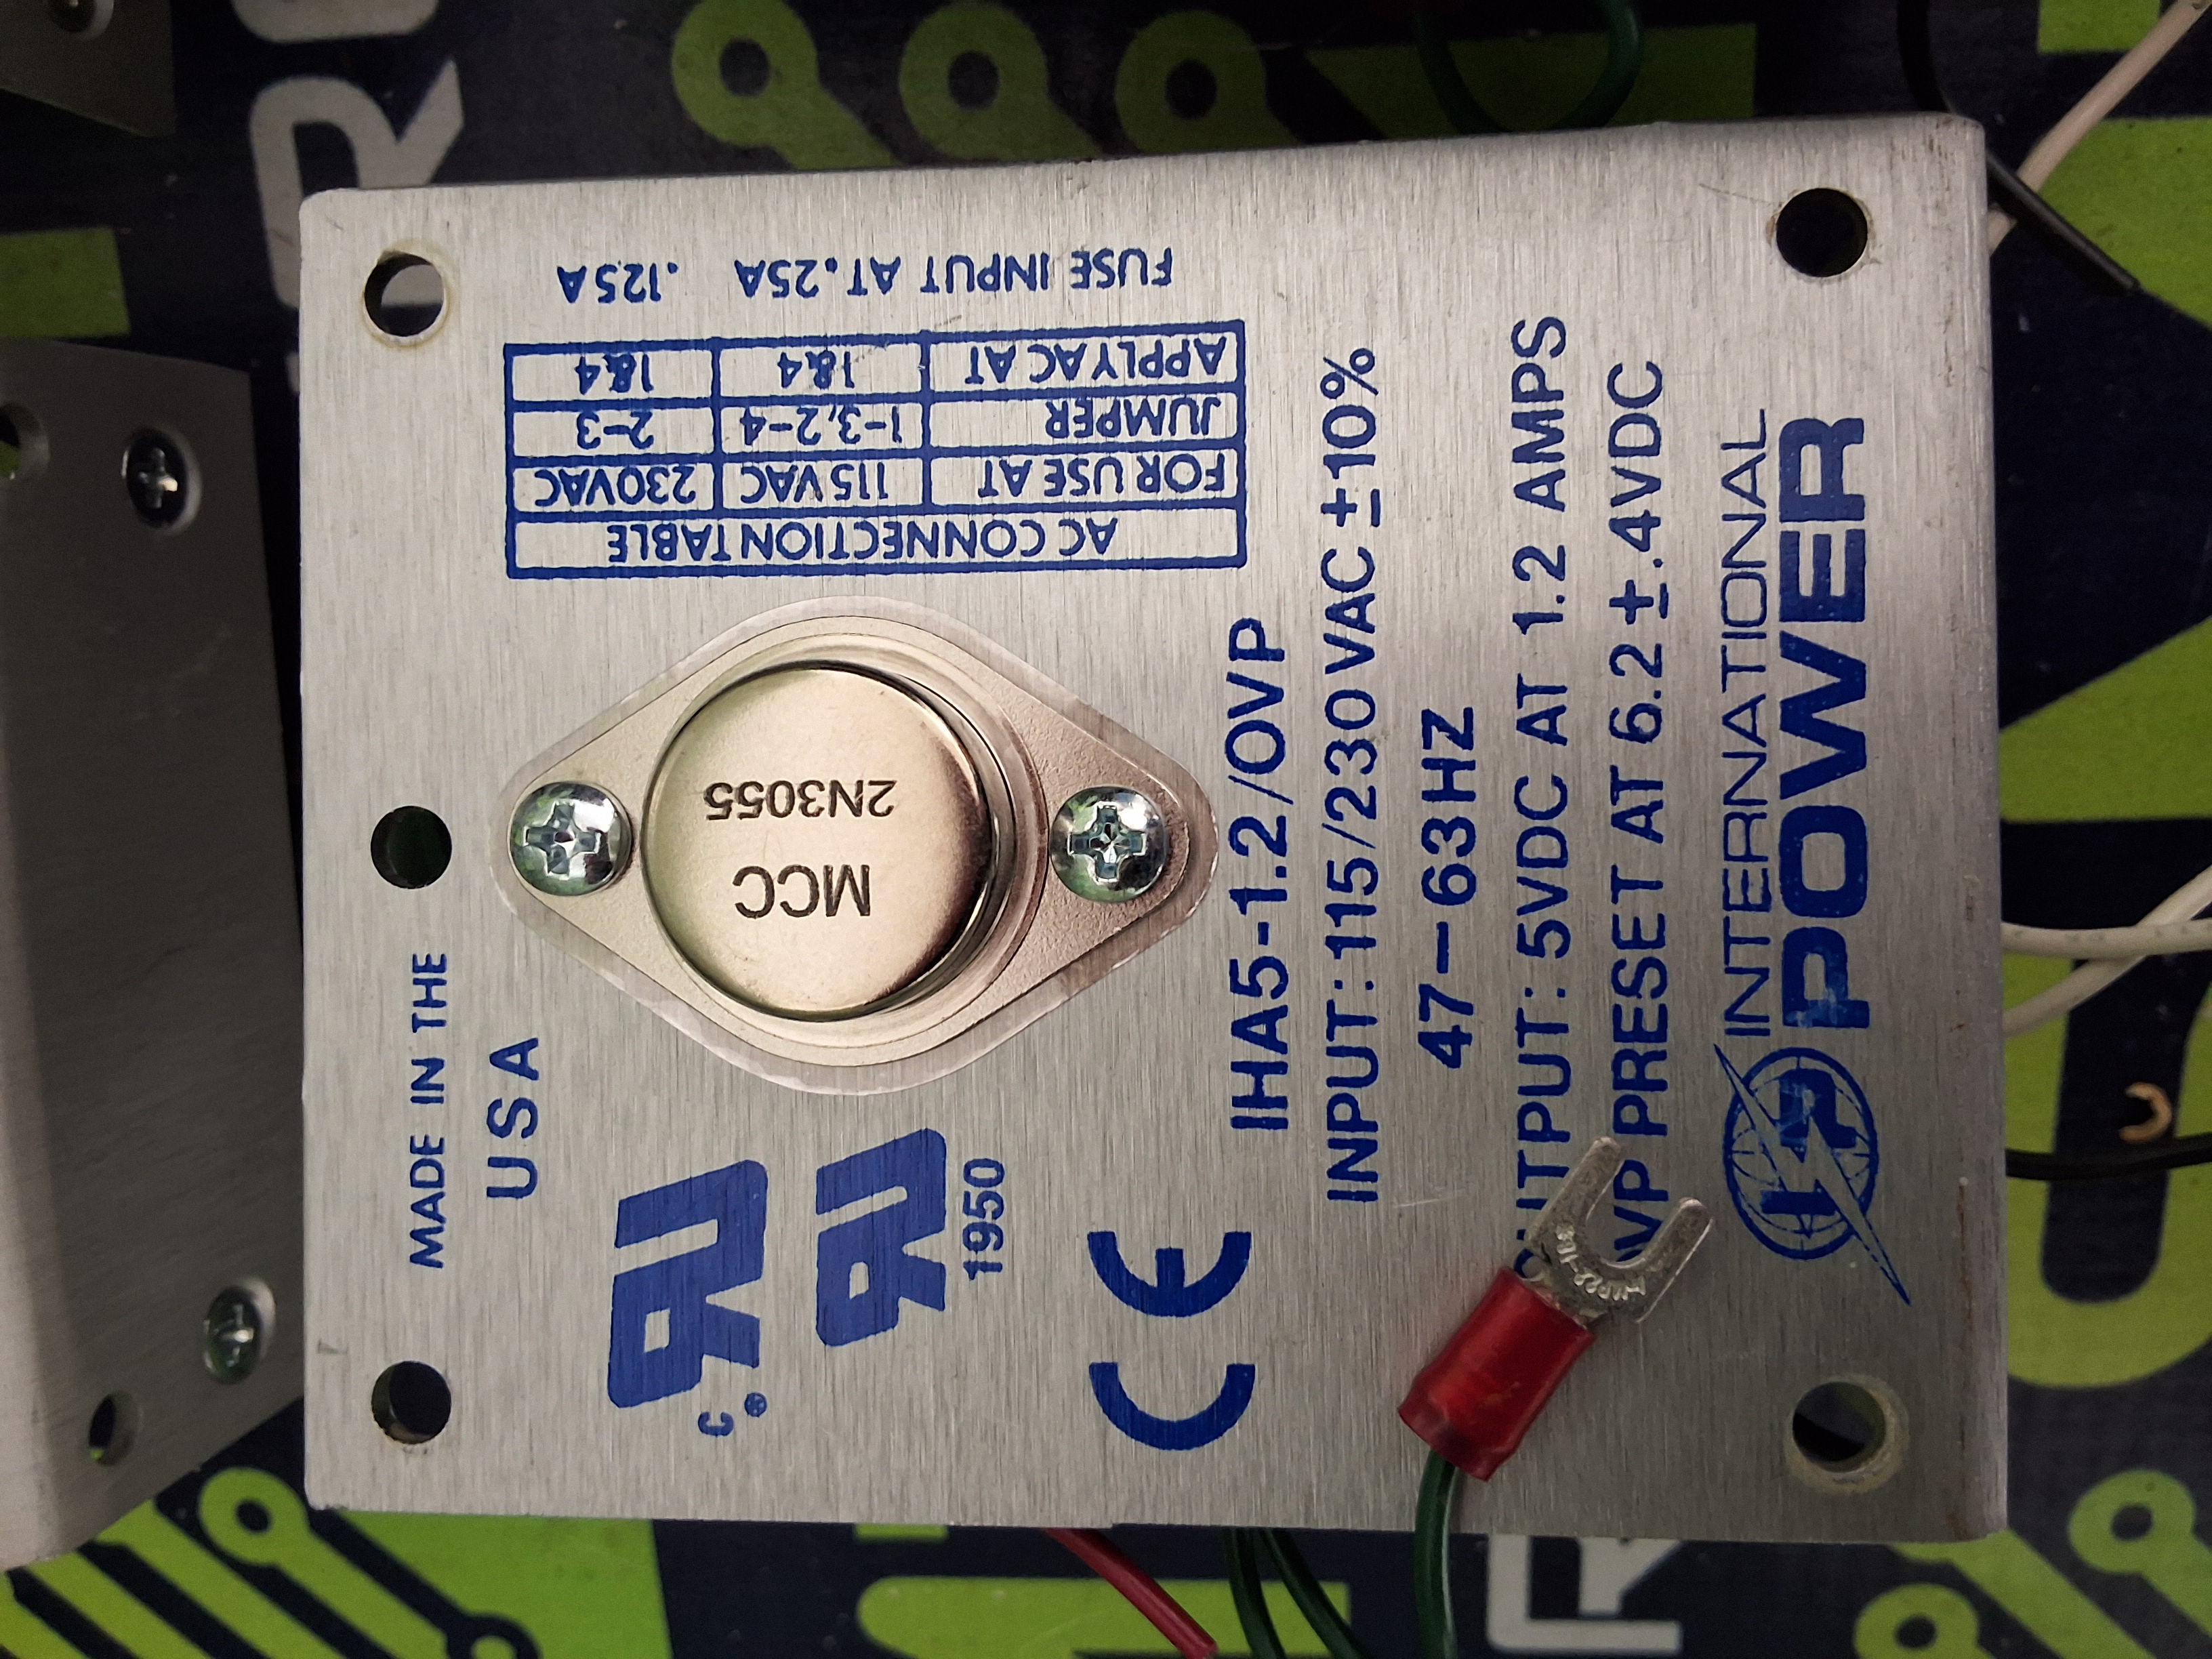 FUSE INPUT AT .25A .125A
AC CONNECTION TABLE
FOR USE AT 115VAC 230VAC
JUMPER 1-3, 2-4 2-3
APPLY AC AT 1&4 1&4
MCC
2N3055
MADE IN THE
USA
C ®
1950
CE
IHA5-1.2/OVP
INPUT: 115/230 VAC ±10%
47-63HZ
OUTPUT: 5VDC AT 1.2 AMPS
OVP PRESET AT 6.2 ± .4VDC
INTERNATIONAL
POWER